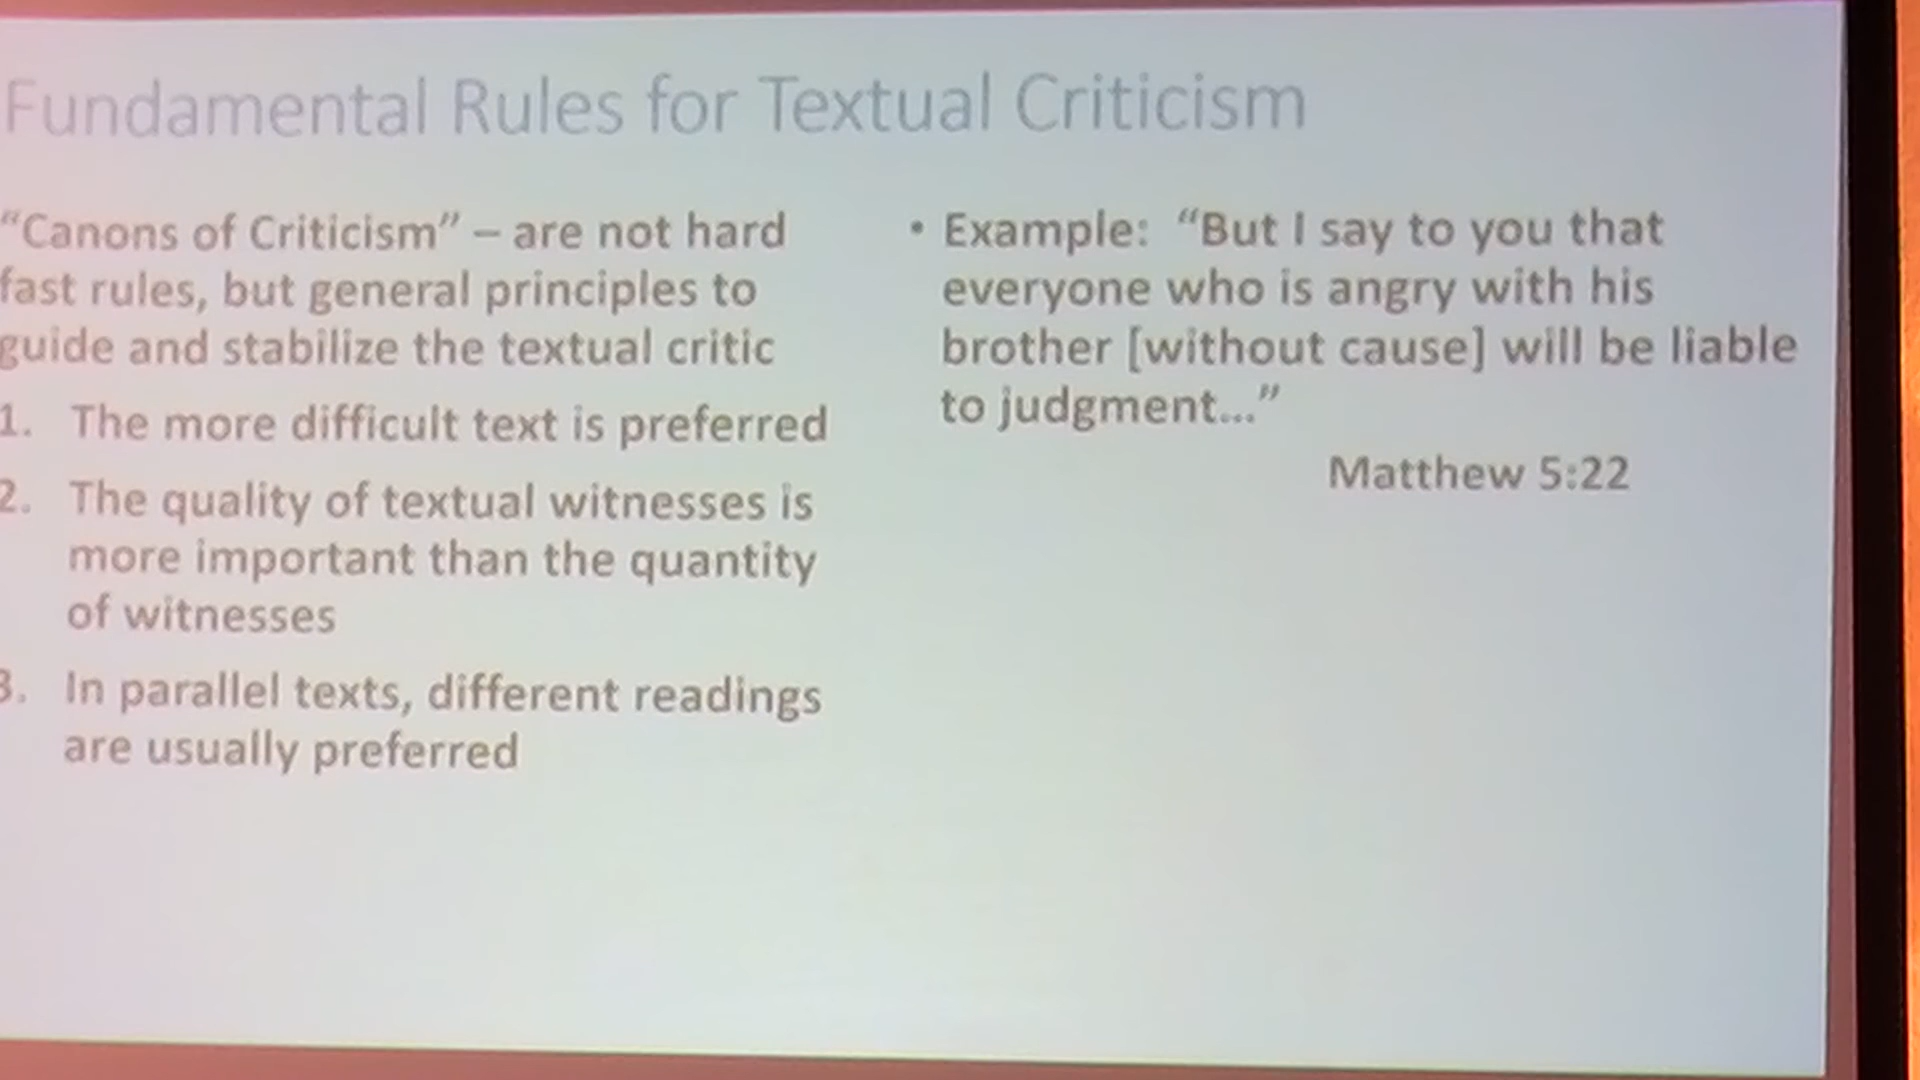 Fundamental Rules for Textual Criticism
“Canons of Criticism” – are not hard
fast rules, but general principles to
guide and stabilize the textual critic
1. The more difficult text is preferred
2. The quality of textual witnesses is
more important than the quantity
of witnesses
3. In parallel texts, different readings
are usually preferred
• Example: “But I say to you that
everyone who is angry with his
brother [without cause] will be liable
to judgment...”
Matthew 5:22